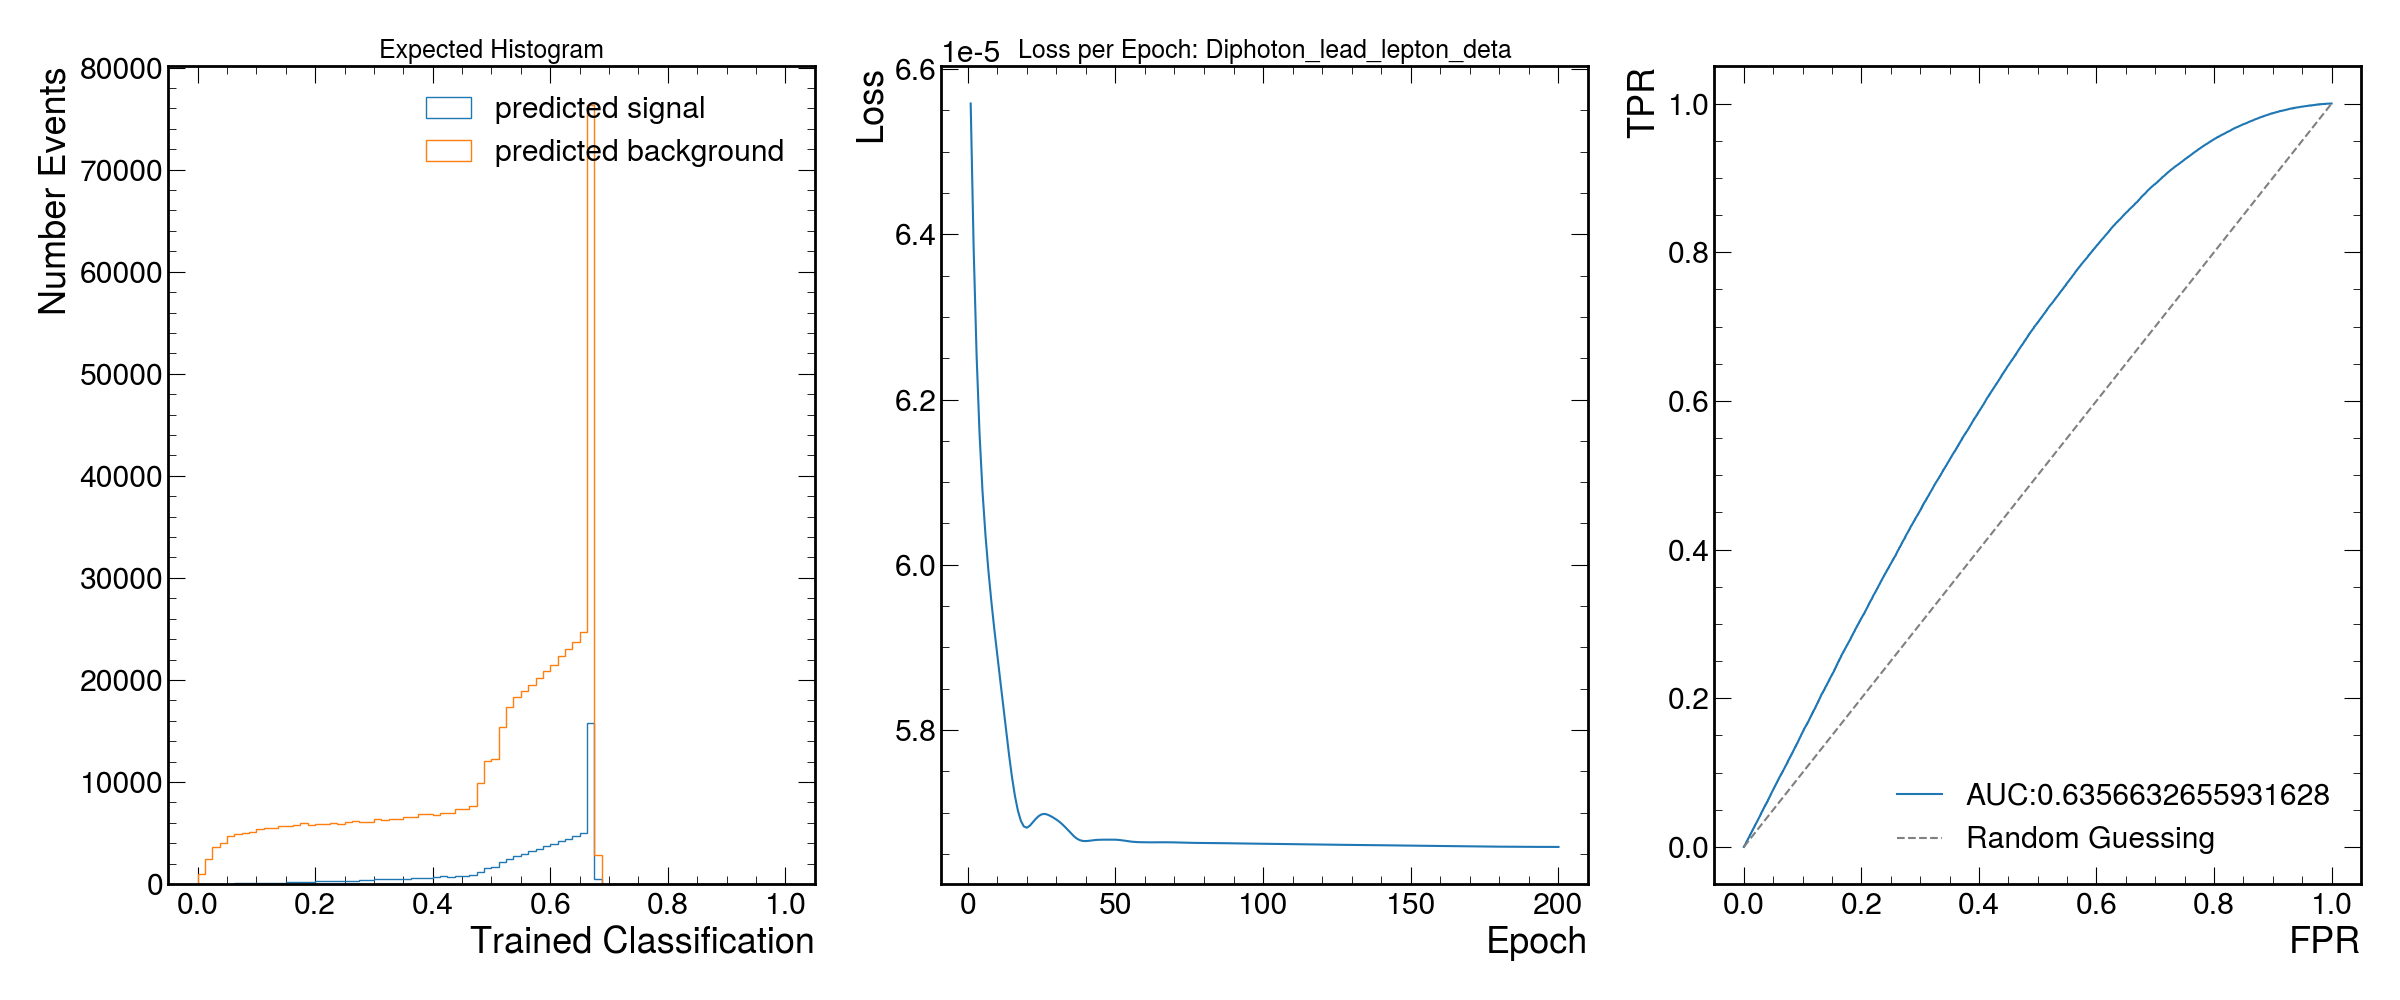 Expected Histogram
Number Events
80000
70000
60000
50000
40000
30000
20000
10000
0
predicted signal
predicted background
0.0 0.2 0.4 0.6 0.8 1.0
Trained Classification
1e-5
Loss per Epoch: Diphoton_lead_lepton_deta
Loss
6.6
6.4
6.2
6.0
5.8
0 50 100 150 200
Epoch
TPR
1.0
0.8
0.6
0.4
0.2
0.0
AUC:0.6356632655931628
Random Guessing
0.0 0.2 0.4 0.6 0.8 1.0
FPR